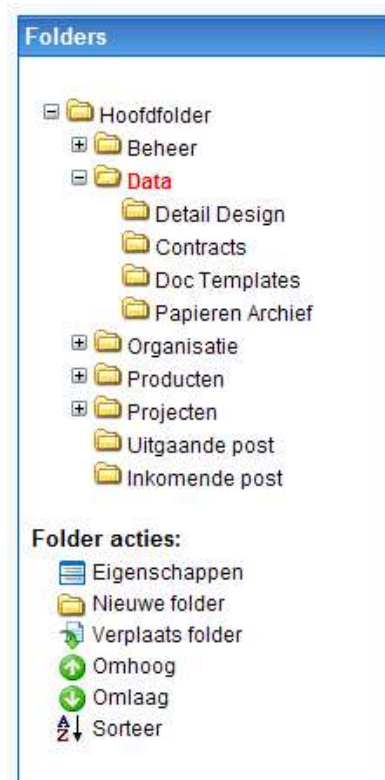 Folders
Hoofdfolder
Beheer
Data
Detail Design
Contracts
Doc Templates
Papieren Archief
Organisatie
Producten
Projecten
Uitgaande post
Inkomende post
Folder acties:
Eigenschappen
Nieuwe folder
Verplaats folder
Omhoog
Omlaag
Sorteer